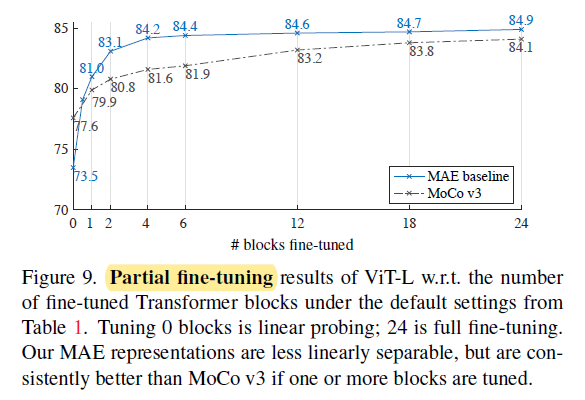 85
80
75
70
73.5
81.0
83.1
84.2
84.4
84.6
84.7
84.9
77.6
79.9
80.8
81.6
81.9
83.2
83.8
84.1
MAE baseline
MoCo v3
0 1 2 4 6 12 18 24
# blocks fine-tuned
Figure 9. Partial fine-tuning results of ViT-L w.r.t. the number
of fine-tuned Transformer blocks under the default settings from
Table 1. Tuning 0 blocks is linear probing; 24 is full fine-tuning.
Our MAE representations are less linearly separable, but are con-
sistently better than MoCo v3 if one or more blocks are tuned.